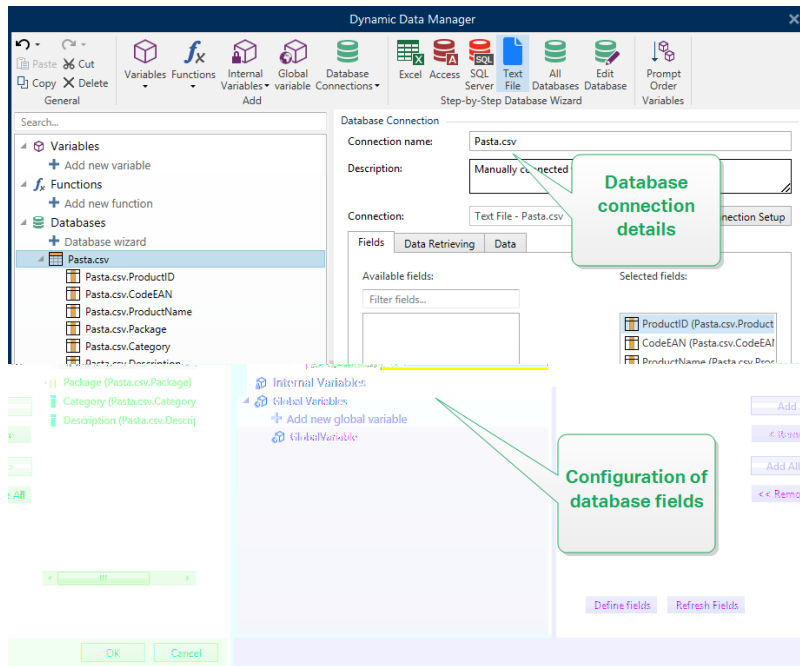 Dynamic Data Manager
Paste Cut
Copy Delete
General
Variables Functions Internal Variables Global variable Database Connections
Add
Excel Access SQL Server Text File All Databases Edit Database
Step-by-Step Database Wizard
Prompt Order
Variables
Search...
Variables
Add new variable
Functions
Add new function
Databases
Database wizard
Pasta.csv
Pasta.csv.ProductID
Pasta.csv.CodeEAN
Pasta.csv.ProductName
Pasta.csv.Package
Pasta.csv.Category
Pasta.csv.Description
Database Connection
Connection name: Pasta.csv
Description: Manually connected
Connection: Text File - Pasta.csv nnection Setup
Database
connection
details
Fields Data Retrieving Data
Available fields: Selected fields:
Filter fields...
ProductID (Pasta.csv.Product
CodeEAN (Pasta.csv.CodeEAN
ProductName (Pasta.csv.Proc
Package (Pasta.csv.Package)
Category (Pasta.csv.Category
Description (Pasta.csv.Descrip
Internal Variables
Global Variables
Add new global variable
GlobalVariable
Configuration of
database fields
Add
Add All
<< Remo
All
Define fields Refresh Fields
OK Cancel